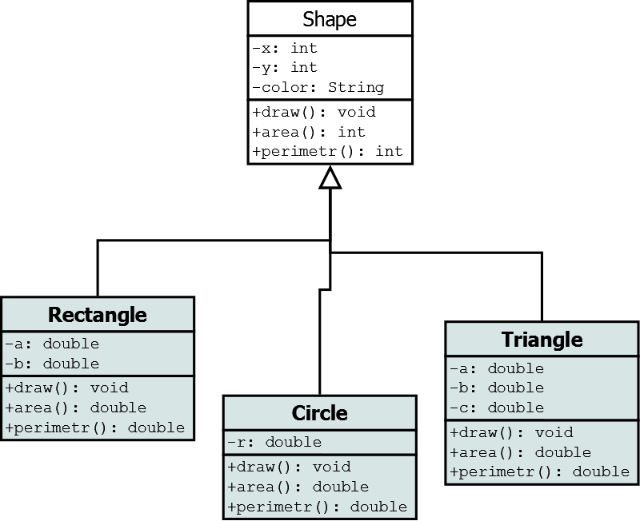 Shape
-x: int
-y: int
-color: String
+draw(): void
+area(): int
+perimetr(): int
Rectangle
-a: double
-b: double
+draw(): void
+area(): double
+perimetr(): double
Circle
-r: double
+draw(): void
+area(): double
+perimetr(): double
Triangle
-a: double
-b: double
-c: double
+draw(): void
+area(): double
+perimetr(): double